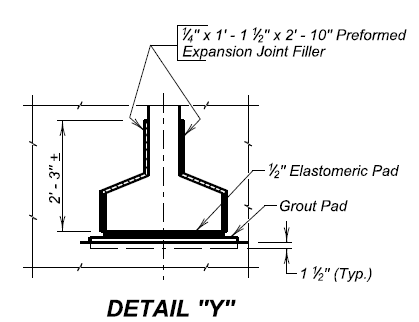 ¼" x 1' - 1 ½" x 2' - 10" Preformed
Expansion Joint Filler
2' - 3" ±
½" Elastomeric Pad
Grout Pad
1 ½" (Typ.)
DETAIL "Y"